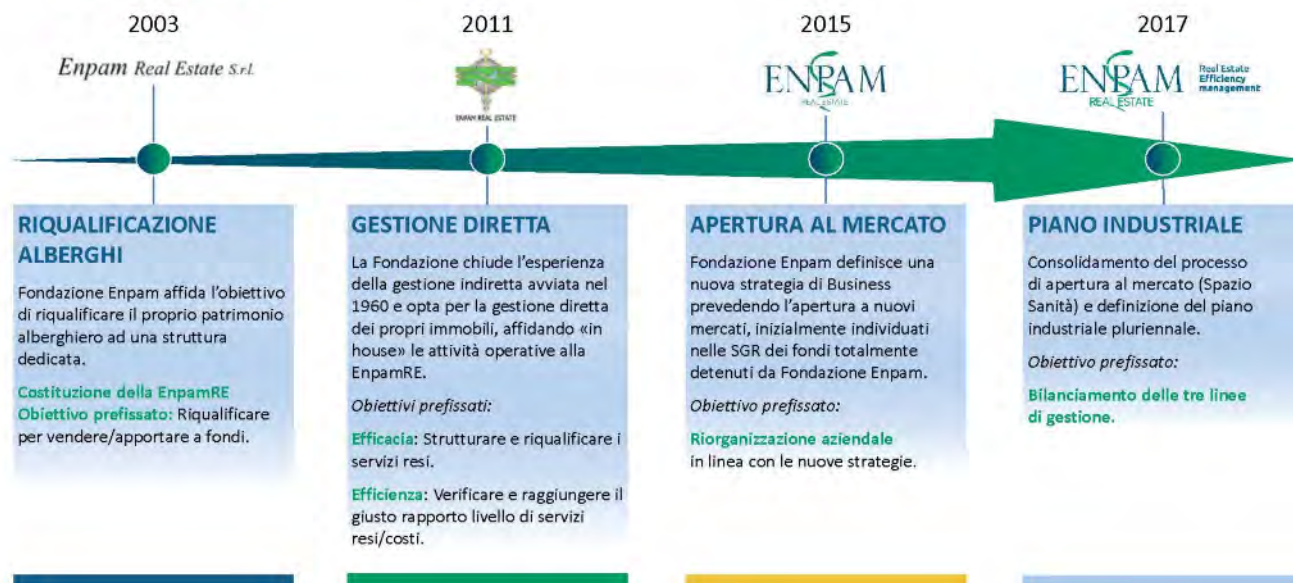 2003
Enpam Real Estate S.r.l.
RIQUALIFICAZIONE
ALBERGHI
Fondazione Enpam affida l'obiettivo
di riqualificare il proprio patrimonio
alberghiero ad una struttura
dedicata.
Costituzione della EnpamRE
Obiettivo prefissato: Riqualificare
per vendere/apportare a fondi.
2011
ENPAM REAL ESTATE
GESTIONE DIRETTA
La Fondazione chiude l'esperienza
della gestione indiretta avviata nel
1960 e opta per la gestione diretta
dei propri immobili, affidando «in
house» le attività operative alla
EnpamRE.
Obiettivi prefissati:
Efficacia: Strutturare e riqualificare i
servizi resi.
Efficienza: Verificare e raggiungere il
giusto rapporto livello di servizi
resi/costi.
2015
ENPAM
REAL ESTATE
APERTURA AL MERCATO
Fondazione Enpam definisce una
nuova strategia di Business
prevedendo l'apertura a nuovi
mercati, inizialmente individuati
nelle SGR dei fondi totalmente
detenuti da Fondazione Enpam.
Obiettivo prefissato:
Riorganizzazione aziendale
in linea con le nuove strategie.
2017
ENPAM
REAL ESTATE
Real Estate
Efficiency
management
PIANO INDUSTRIALE
Consolidamento del processo
di apertura al mercato (Spazio
Sanità) e definizione del piano
industriale pluriennale.
Obiettivo prefissato:
Bilanciamento delle tre linee
di gestione.